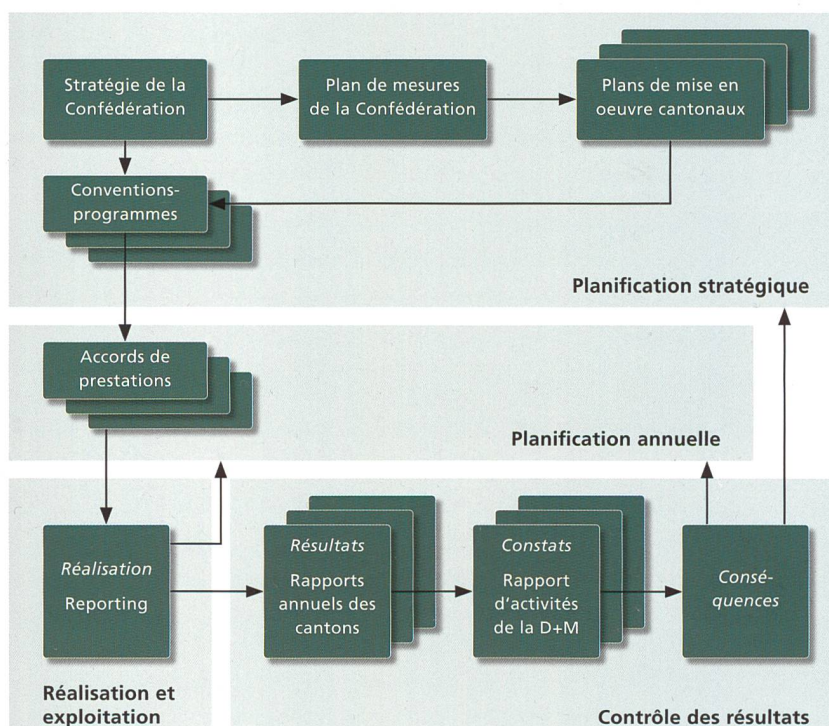 Stratégie de la
Confédération
Plan de mesures
de la Confédération
Plans de mise en
oeuvre cantonaux
Conventions-
programmes
Planification stratégique
Accords de
prestations
Planification annuelle
Réalisation
Reporting
Résultats
Rapports
annuels des
cantons
Constats
Rapport
d'activités
de la D+M
Consé-
quences
Réalisation et
exploitation
Contrôle des résultats